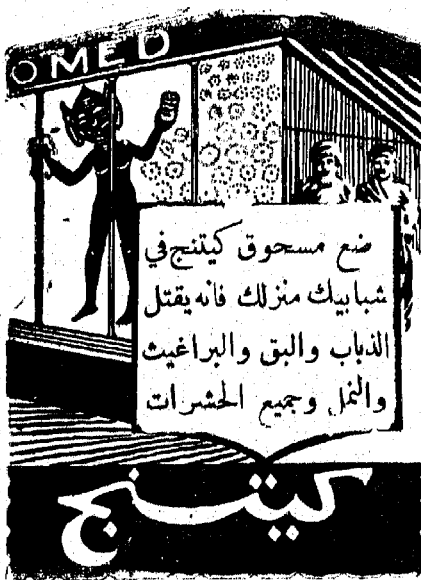 OMED
ضع مسحوق كيتنج في
شبابيك منزلك فانه يقتل
الذباب والبق والبراغيث
والنمل وجميع الحشرات
كيتنج